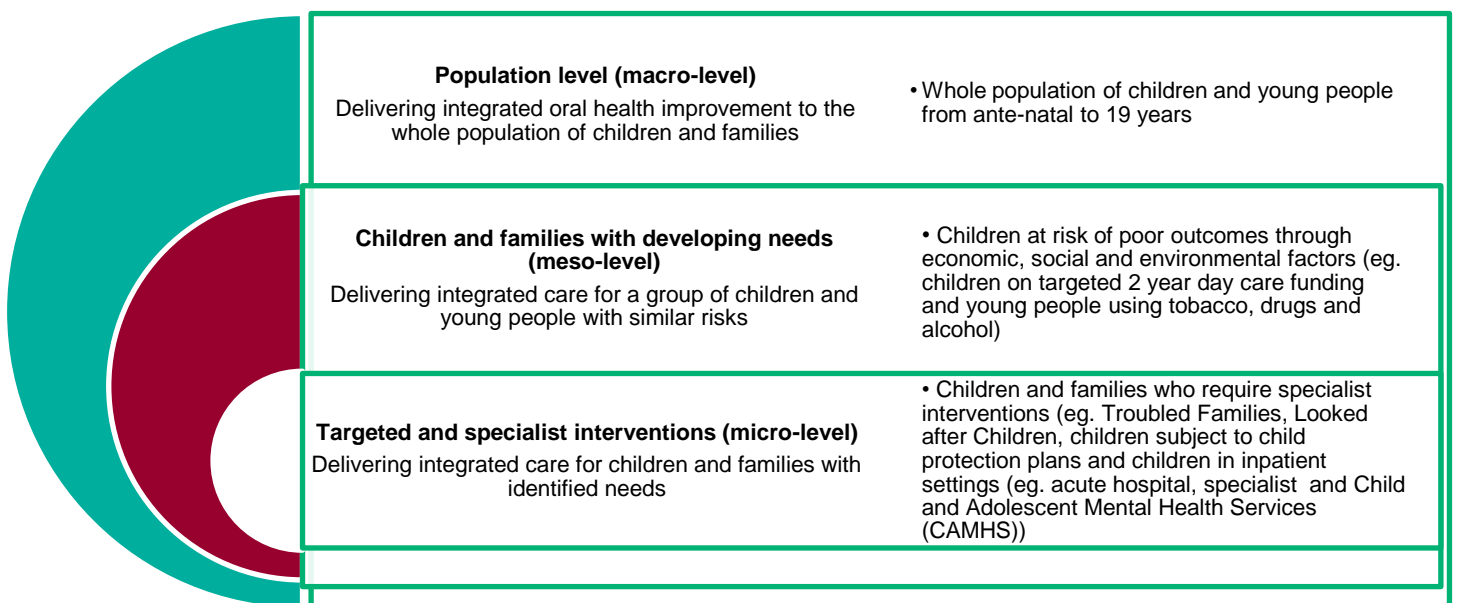 Population level (macro-level)
Delivering integrated oral health improvement to the
whole population of children and families
• Whole population of children and young people
from ante-natal to 19 years
Children and families with developing needs
(meso-level)
Delivering integrated care for a group of children and
young people with similar risks
• Children at risk of poor outcomes through
economic, social and environmental factors (eg.
children on targeted 2 year day care funding
and young people using tobacco, drugs and
alcohol)
Targeted and specialist interventions (micro-level)
Delivering integrated care for children and families with
identified needs
• Children and families who require specialist
interventions (eg. Troubled Families, Looked
after Children, children subject to child
protection plans and children in inpatient
settings (eg. acute hospital, specialist and Child
and Adolescent Mental Health Services
(CAMHS))